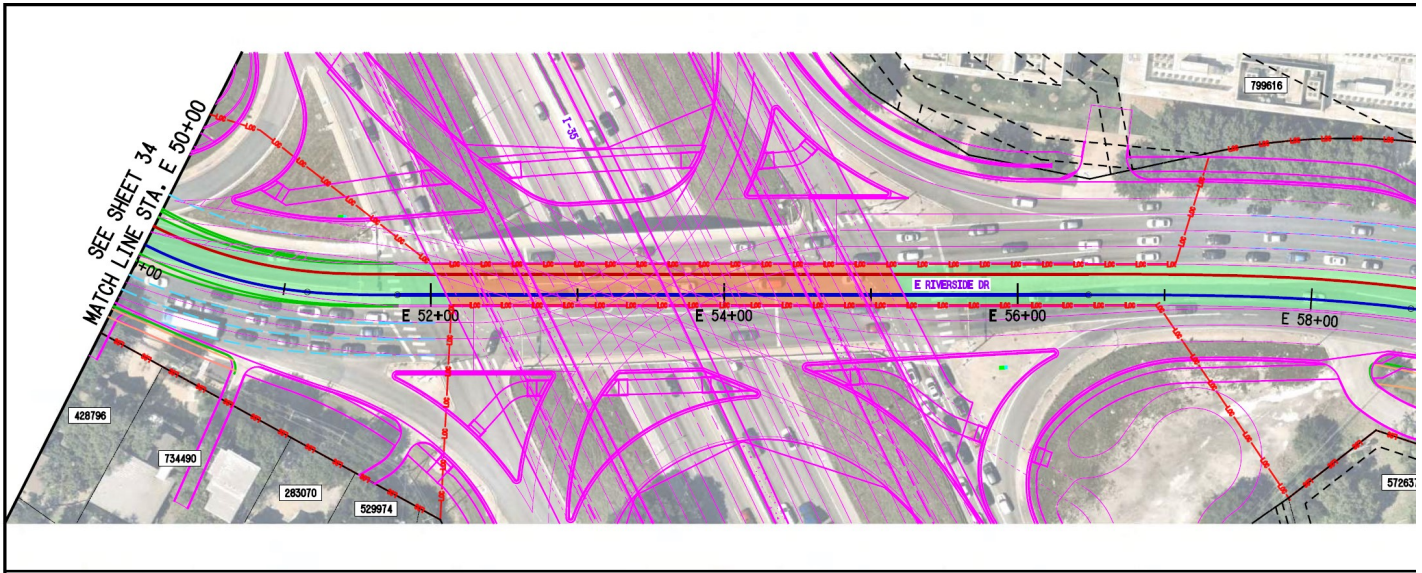 SEE SHEET 34
MATCH LINE STA. E 50+00
+00
I-35
799616
E RIVERSIDE DR
E 52+00
E 54+00
E 56+00
E 58+00
428796
734490
283070
529974
572637